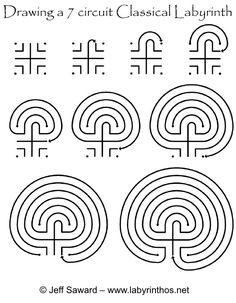 Drawing a 7 circuit Classical Labyrinth
© Jeff Saward – www.labyrinthos.net